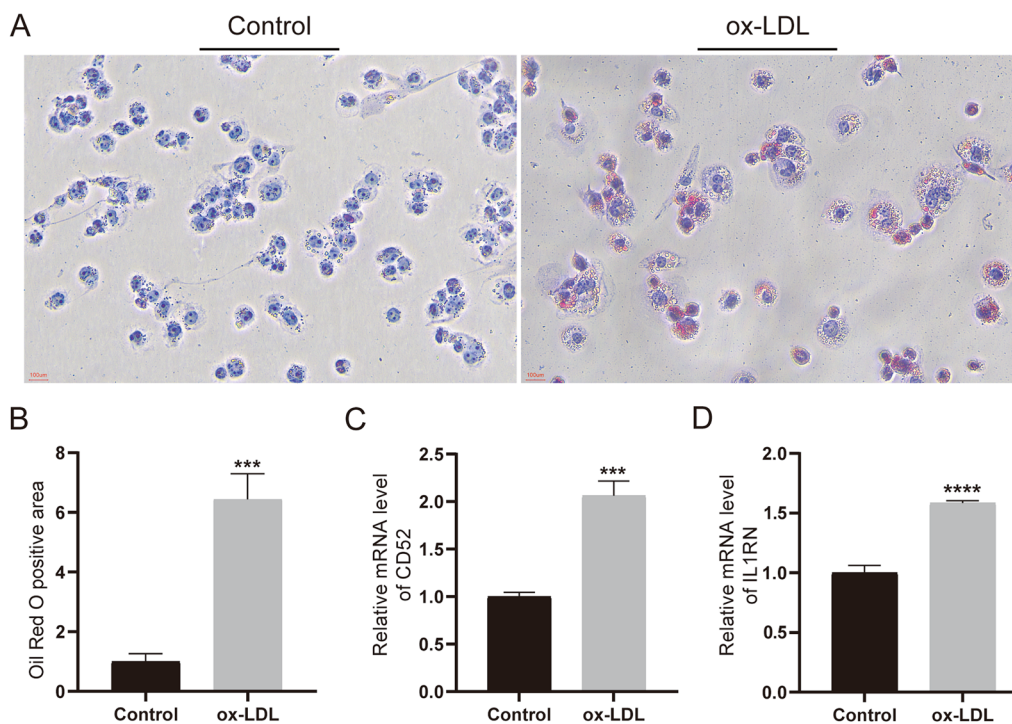 A
Control
ox-LDL
100um
100um
B
Oil Red O positive area
8
6
4
2
0
***
Control
ox-LDL
C
Relative mRNA level
of CD52
2.5
2.0
1.5
1.0
0.5
0.0
***
Control
ox-LDL
D
Relative mRNA level
of IL1RN
2.0
1.5
1.0
0.5
0.0
****
Control
ox-LDL